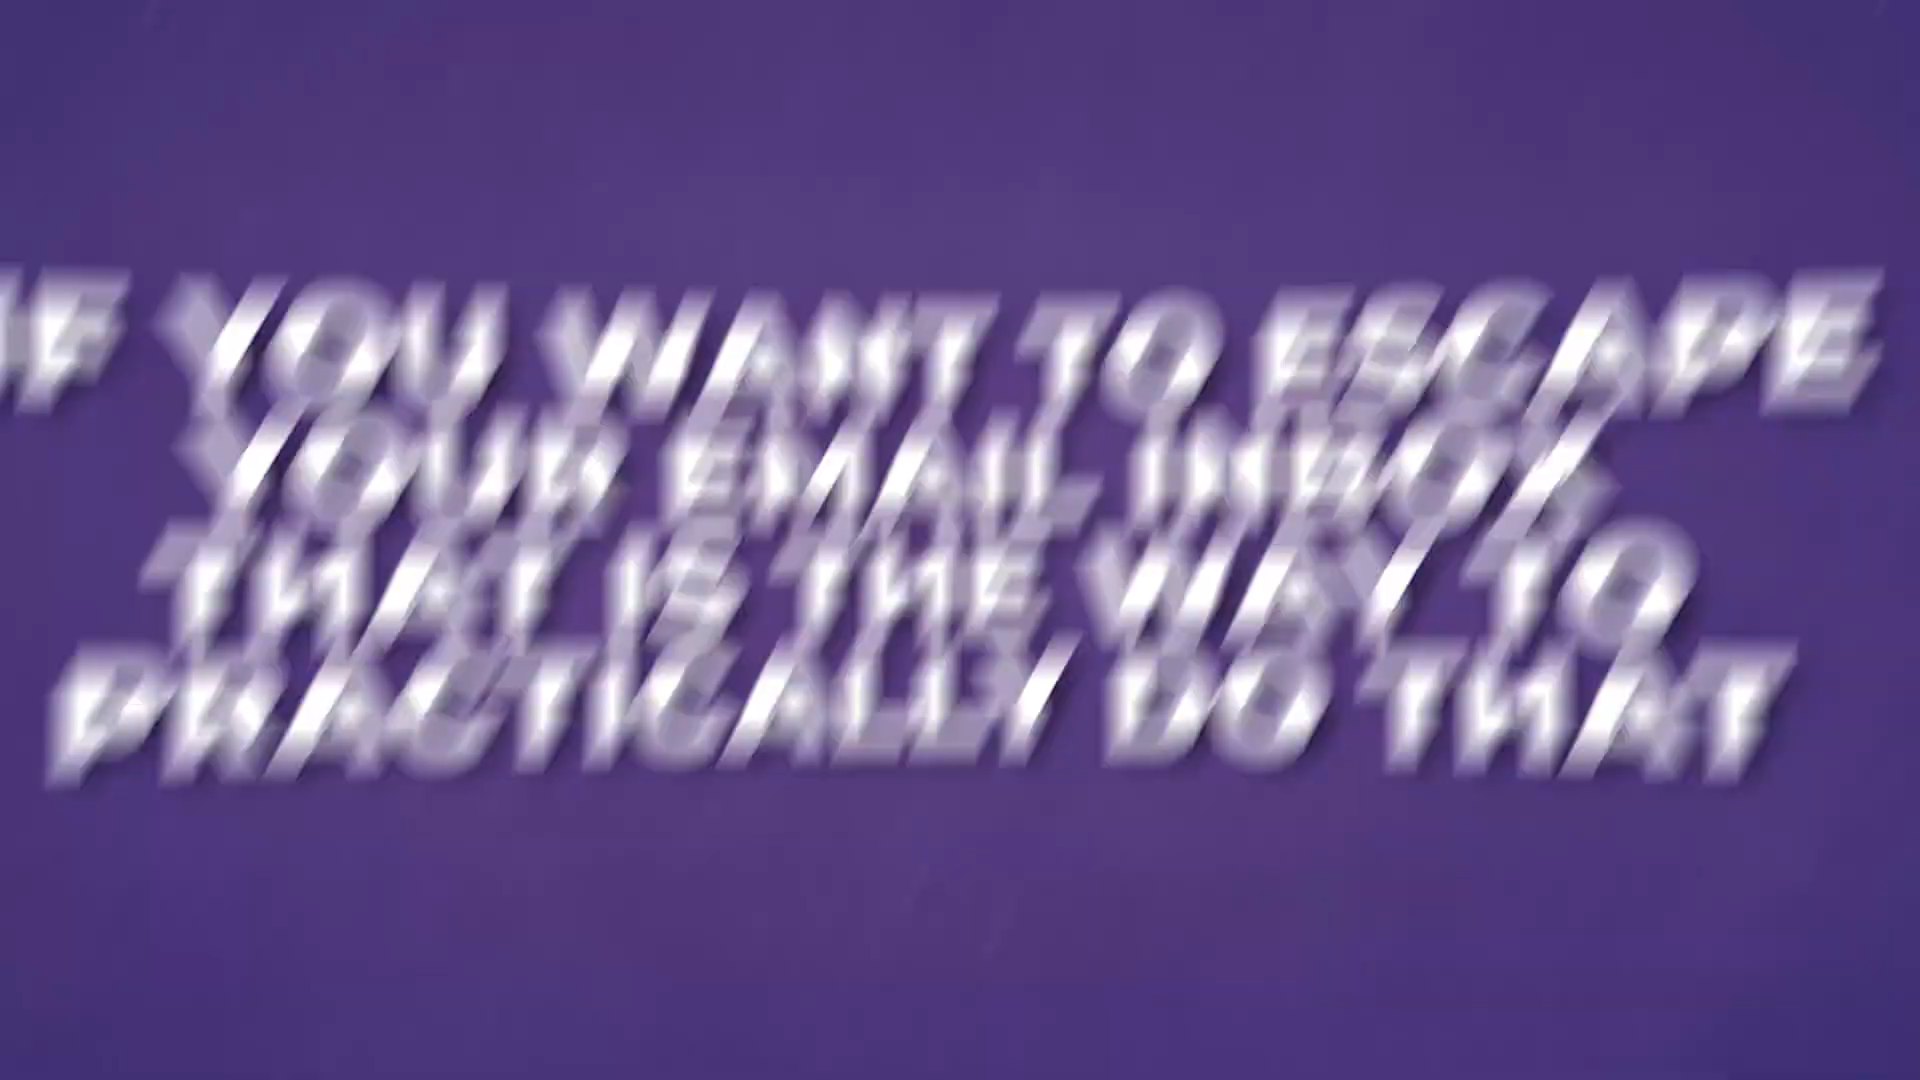 IF YOU WANT TO ESCAPE
YOUR EMAIL INBOX
THAT IS THE WAY TO
PRACTICALLY DO THAT